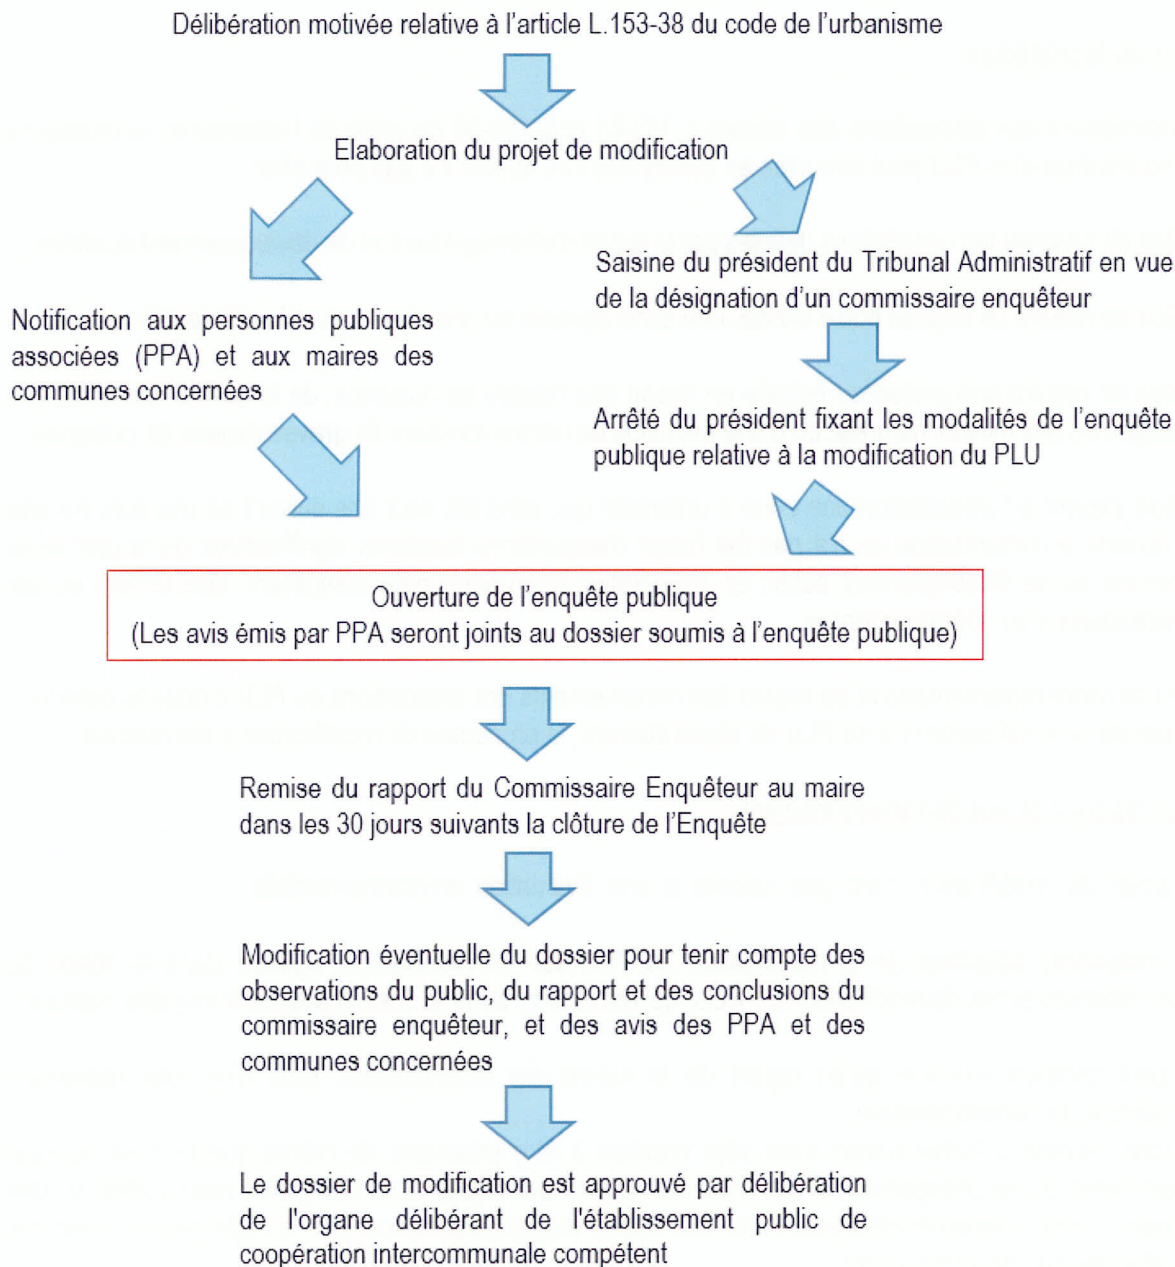 Délibération motivée relative à l'article L.153-38 du code de l'urbanisme
Elaboration du projet de modification
Saisine du président du Tribunal Administratif en vue
de la désignation d'un commissaire enquêteur
Notification aux personnes publiques
associées (PPA) et aux maires des
communes concernées
Arrêté du président fixant les modalités de l'enquête
publique relative à la modification du PLU
Ouverture de l'enquête publique
(Les avis émis par PPA seront joints au dossier soumis à l'enquête publique)
Remise du rapport du Commissaire Enquêteur au maire
dans les 30 jours suivants la clôture de l'Enquête
Modification éventuelle du dossier pour tenir compte des
observations du public, du rapport et des conclusions du
commissaire enquêteur, et des avis des PPA et des
communes concernées
Le dossier de modification est approuvé par délibération
de l'organe délibérant de l'établissement public de
coopération intercommunale compétent